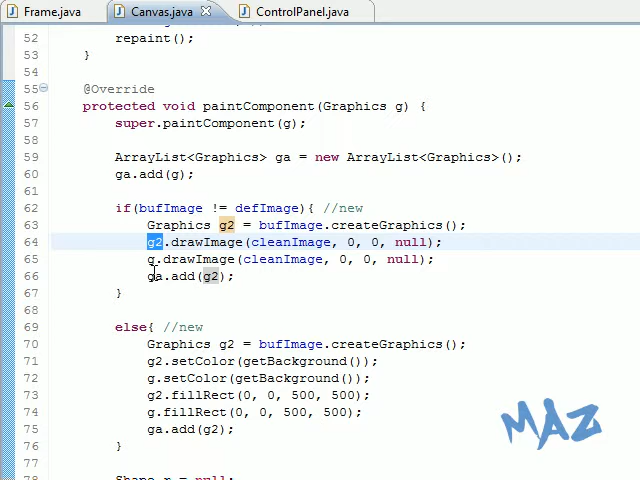 Frame.java Canvas.java ControlPanel.java
52 repaint();
53 }
54
55 @Override
56 protected void paintComponent(Graphics g) {
57 super.paintComponent(g);
58
59 ArrayList<Graphics> ga = new ArrayList<Graphics>();
60 ga.add(g);
61
62 if(bufImage != defImage){ //new
63 Graphics g2 = bufImage.createGraphics();
64 g2.drawImage(cleanImage, 0, 0, null);
65 g.drawImage(cleanImage, 0, 0, null);
66 ga.add(g2);
67 }
68
69 else{ //new
70 Graphics g2 = bufImage.createGraphics();
71 g2.setColor(getBackground());
72 g.setColor(getBackground());
73 g2.fillRect(0, 0, 500, 500);
74 g.fillRect(0, 0, 500, 500);
75 ga.add(g2);
76 }
77
78 Shape r = null;
MAZ